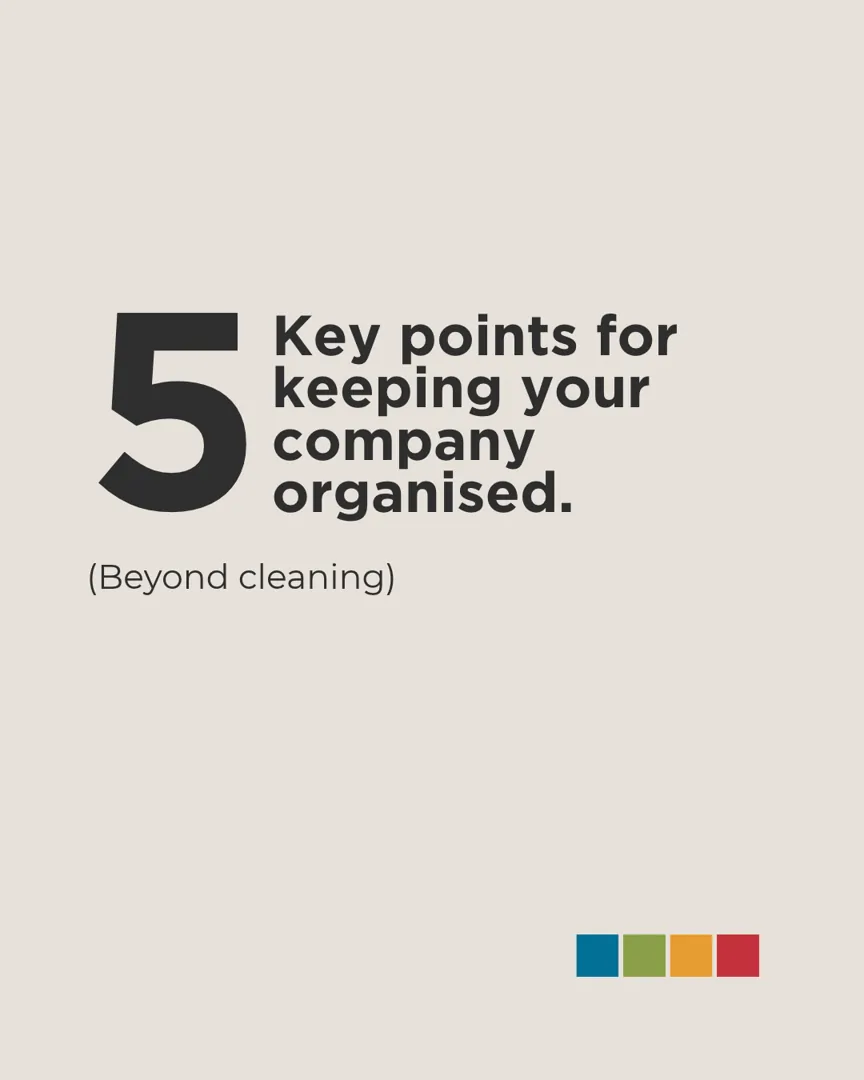 5
Key points for
keeping your
company
organised.
(Beyond cleaning)